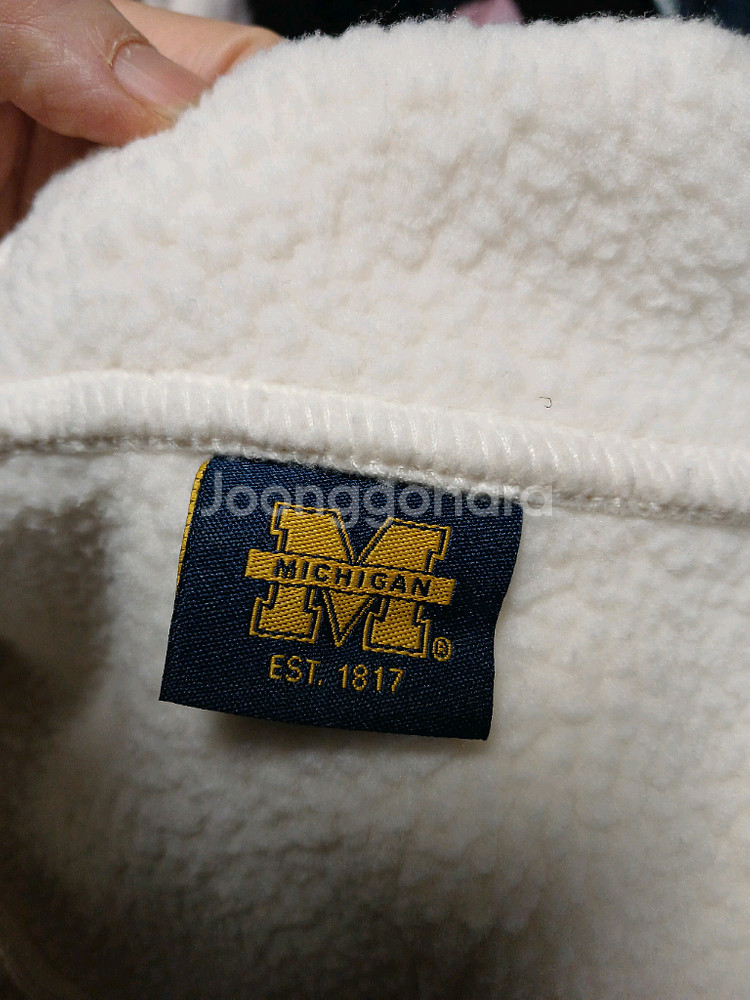 Joonggonara
M
MICHIGAN
®
EST. 1817